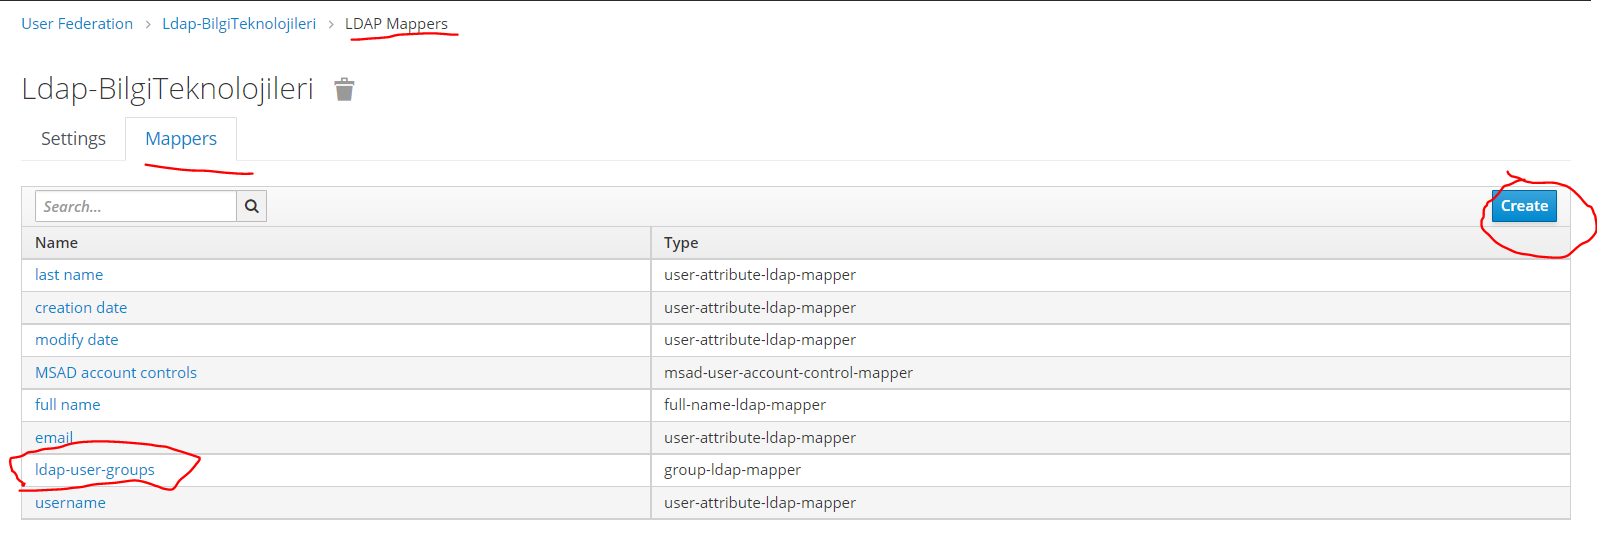 User Federation > Ldap-BilgiTeknolojileri > LDAP Mappers
Ldap-BilgiTeknolojileri
Settings Mappers
Search... Create
Name Type
last name user-attribute-ldap-mapper
creation date user-attribute-ldap-mapper
modify date user-attribute-ldap-mapper
MSAD account controls msad-user-account-control-mapper
full name full-name-ldap-mapper
email user-attribute-ldap-mapper
ldap-user-groups group-ldap-mapper
username user-attribute-ldap-mapper